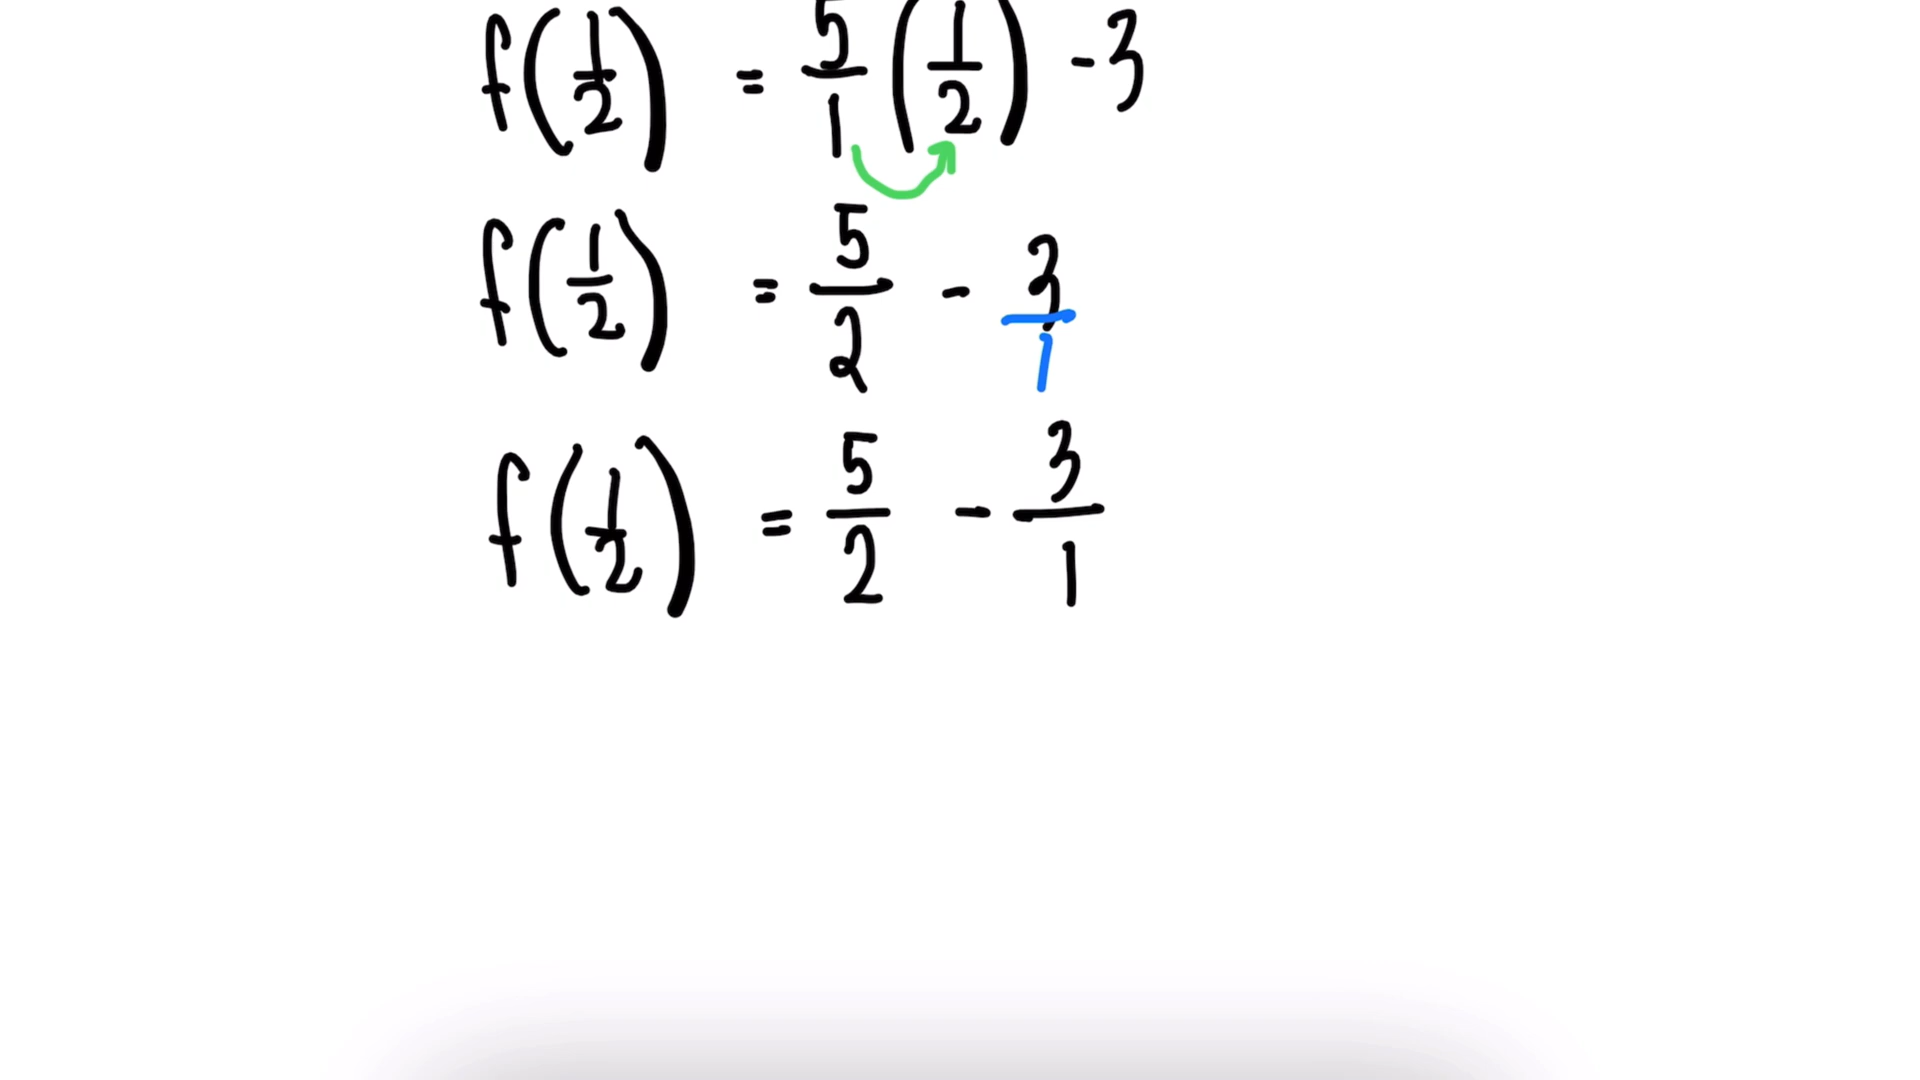 f(1/2) = 5/1 (1/2) - 3
f(1/2) = 5/2 - 3/1
f(1/2) = 5/2 - 3/1